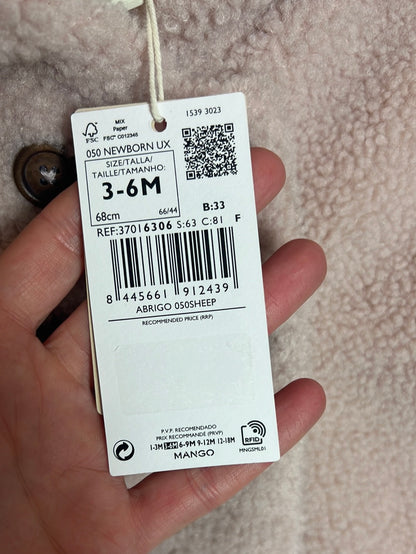 1539 3023
MIX
Paper
FSC
FSC® C012345
050 NEWBORN UX
SIZE/TALLA/
TAILLE/TAMANHO:
3-6M
68cm 66/44
B:33
REF:37016306 S:63 C:81 F
8 445661 912439
ABRIGO 050SHEEP
RECOMMENDED PRICE (RRP)
P.V.P. RECOMENDADO
PRIX RECOMMANDÉ (PRVP)
1-3M 3-6M 6-9M 9-12M 12-18M
MANGO
RFID
MNGSML01